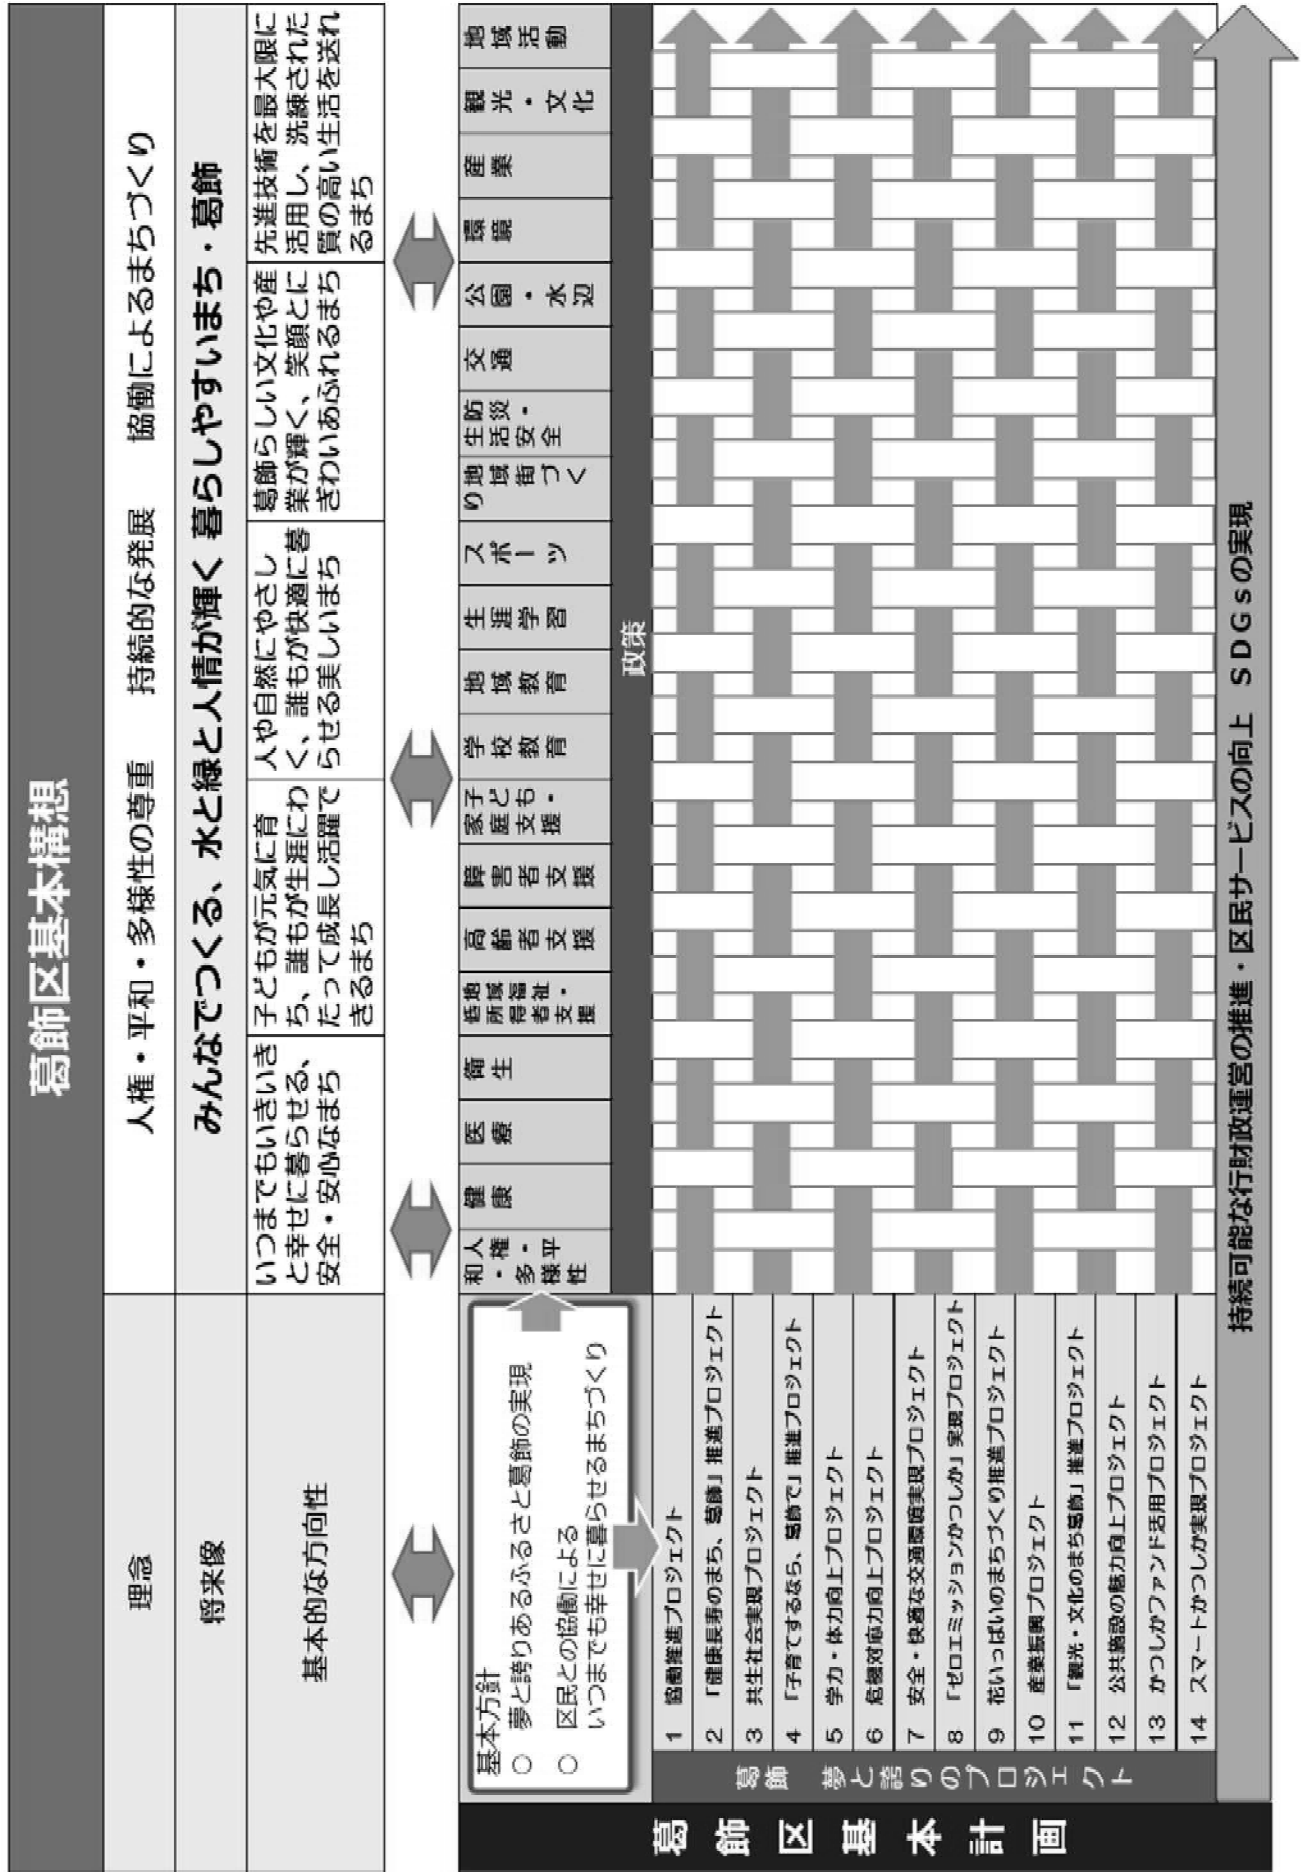 葛飾区基本構想
理念
人権・平和・多様性の尊重 持続的な発展 協働によるまちづくり
将来像
みんなでつくる、水と緑と人情が輝く 暮らしやすいまち・葛飾
基本的な方向性
いつまでもいきいき
と幸せに暮らせる、
安全・安心なまち
子どもが元気に育
ち、誰もが生涯にわ
たって成長し活躍で
きるまち
人や自然にやさし
く、誰もが快適に暮
らせる美しいまち
葛飾らしい文化や産
業が輝く、笑顔とに
ぎわいあふれるまち
先進技術を最大限に
活用し、洗練された
質の高い生活を送れ
るまち
葛飾区基本計画
基本方針
○ 夢と誇りあるふるさと葛飾の実現
○ 区民との協働による
いつまでも幸せに暮らせるまちづくり
人権・平
和・多様
性
健康
医療
衛生
地域福祉・
低所得者支
援
高齢者支援
障害者支援
子ども・
家庭支援
学校教育
地域教育
生涯学習
スポーツ
地域街づく
り
防災・
生活安全
交通
公園・水辺
環境
産業
観光・文化
地域活動
政策
葛飾 夢と誇りのプロジェクト
1 協働推進プロジェクト
2 「健康長寿のまち、葛飾」推進プロジェクト
3 共生社会実現プロジェクト
4 「子育てするなら、葛飾で」推進プロジェクト
5 学力・体力向上プロジェクト
6 危機対応力向上プロジェクト
7 安全・快適な交通環境実現プロジェクト
8 「ゼロエミッションかつしか」実現プロジェクト
9 花いっぱいのまちづくり推進プロジェクト
10 産業振興プロジェクト
11 「観光・文化のまち葛飾」推進プロジェクト
12 公共施設の魅力向上プロジェクト
13 かつしかファンド活用プロジェクト
14 スマートかつしか実現プロジェクト
持続可能な行財政運営の推進・区民サービスの向上 SDGsの実現